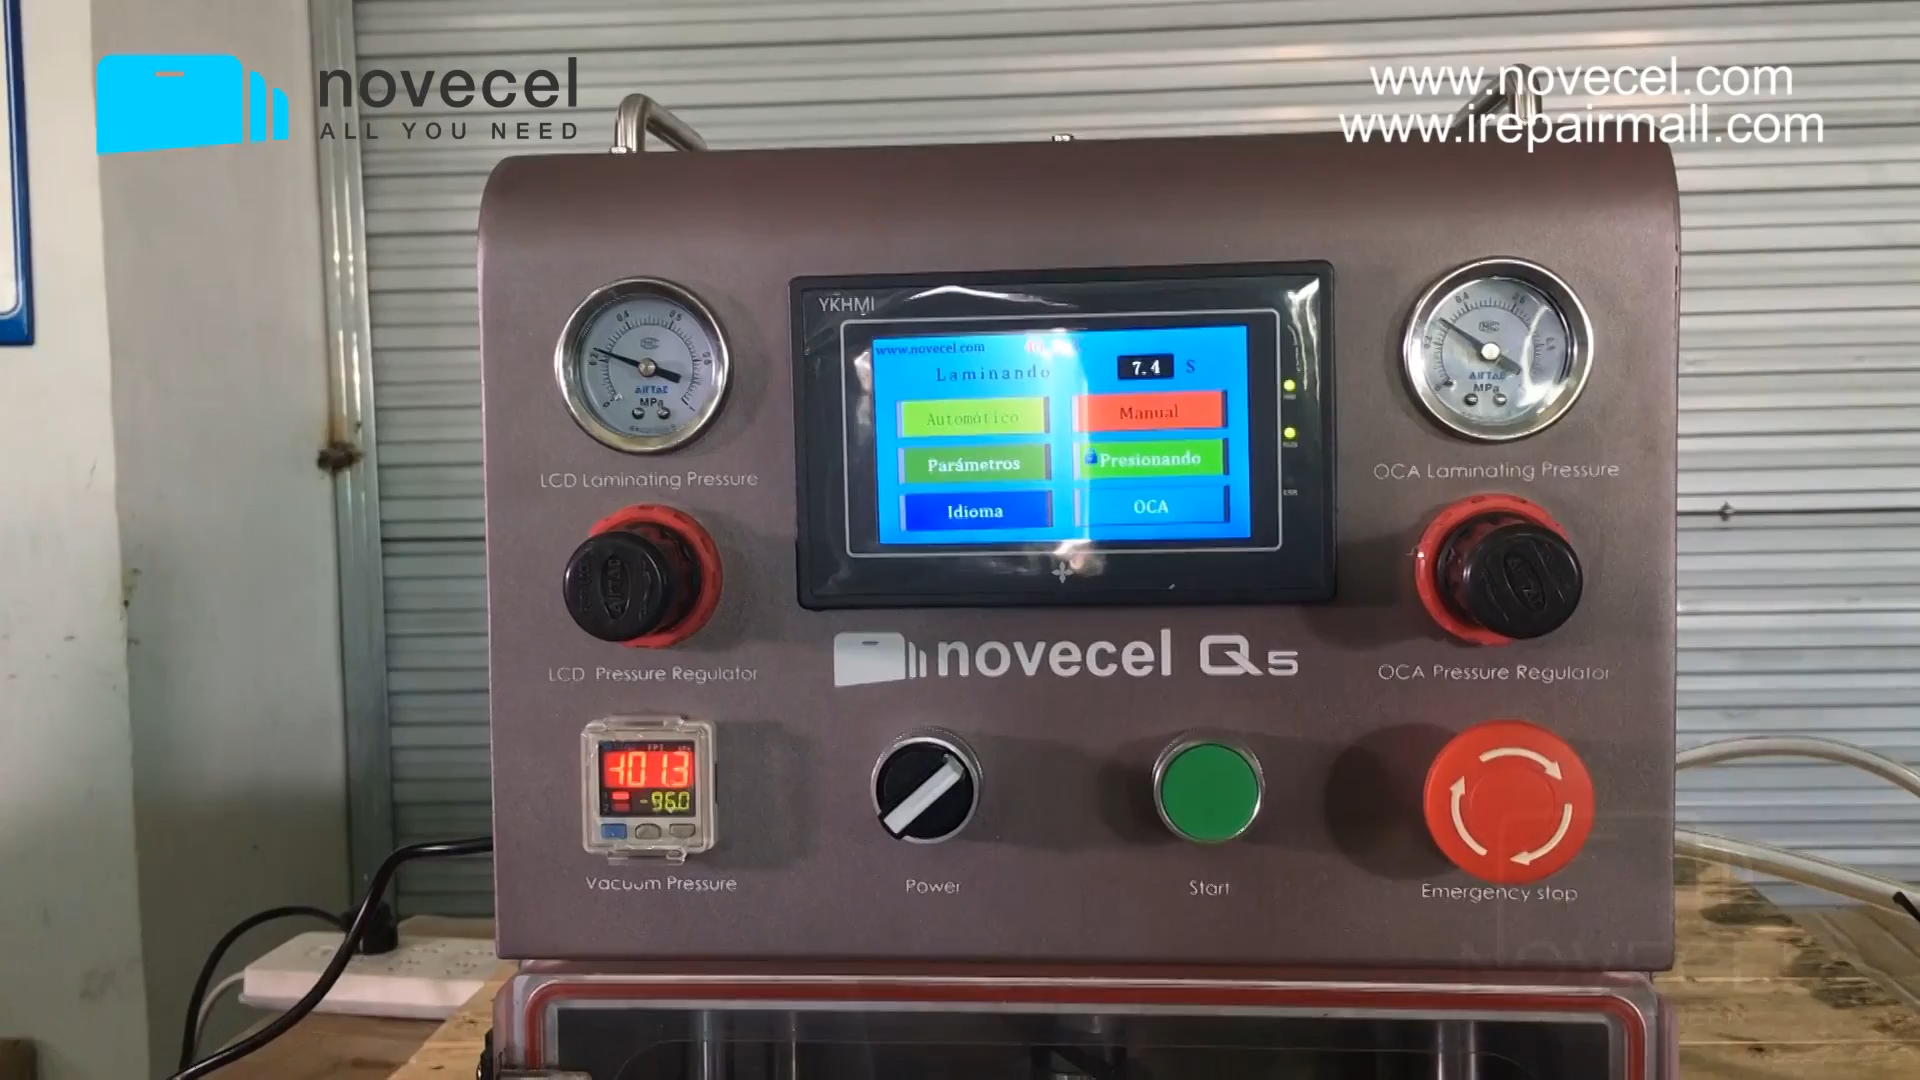 novecel
ALL YOU NEED
www.novecel.com
www.irepairmall.com
YKHMI
www.novecel.com
Laminando
7.4 S
Automático
Manual
Parámetros
Presionando
Idioma
OCA
AirTAC
MPa
AirTAC
MPa
LCD Laminating Pressure
OCA Laminating Pressure
LCD Pressure Regulator
OCA Pressure Regulator
novecel Q5
-101.3
-96.0
Vacuum Pressure
Power
Start
Emergency stop